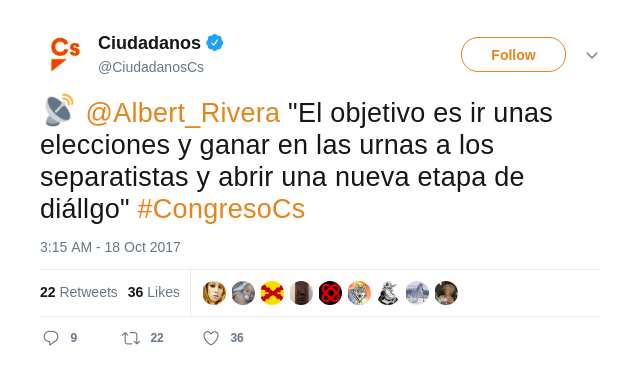 Cs
Ciudadanos
@CiudadanosCs
Follow
@Albert_Rivera "El objetivo es ir unas
elecciones y ganar en las urnas a los
separatistas y abrir una nueva etapa de
diállgo" #CongresoCs
3:15 AM - 18 Oct 2017
22 Retweets 36 Likes
9 22 36